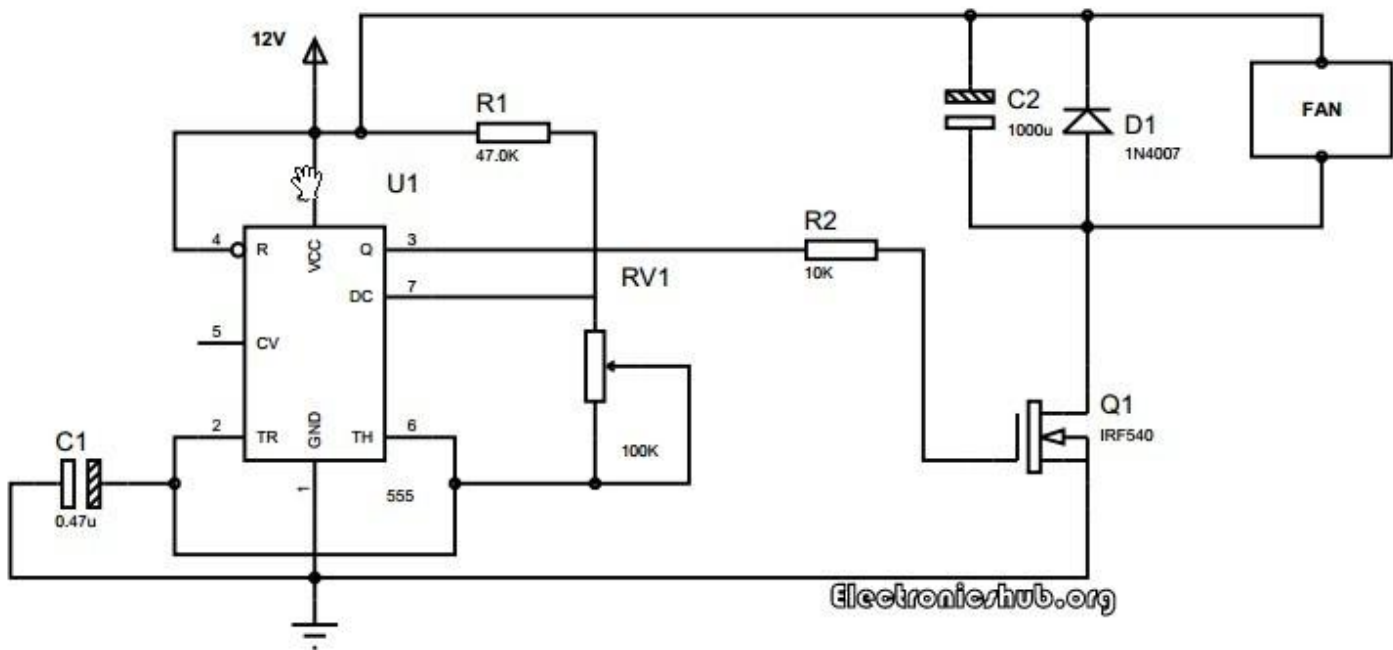 12V
R1
47.0K
U1
C2
1000u
D1
1N4007
FAN
R2
10K
4
R
VCC
Q
3
DC
7
RV1
5
CV
2
TR
GND
TH
6
100K
C1
0.47u
1
555
Q1
IRF540
Electronicshub.org